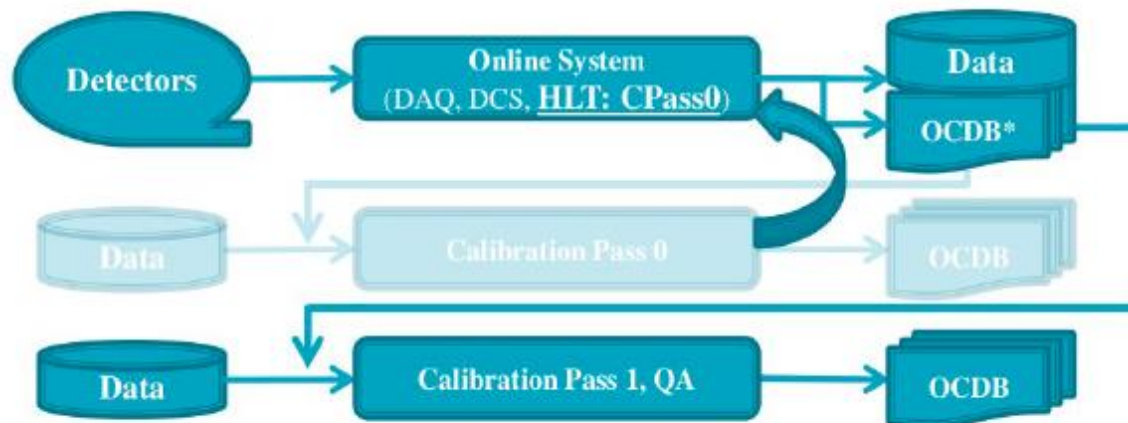 Detectors
Online System
(DAQ, DCS, HLT: CPass0)
Data
OCDB*
Data
Calibration Pass 0
OCDB
Data
Calibration Pass 1, QA
OCDB